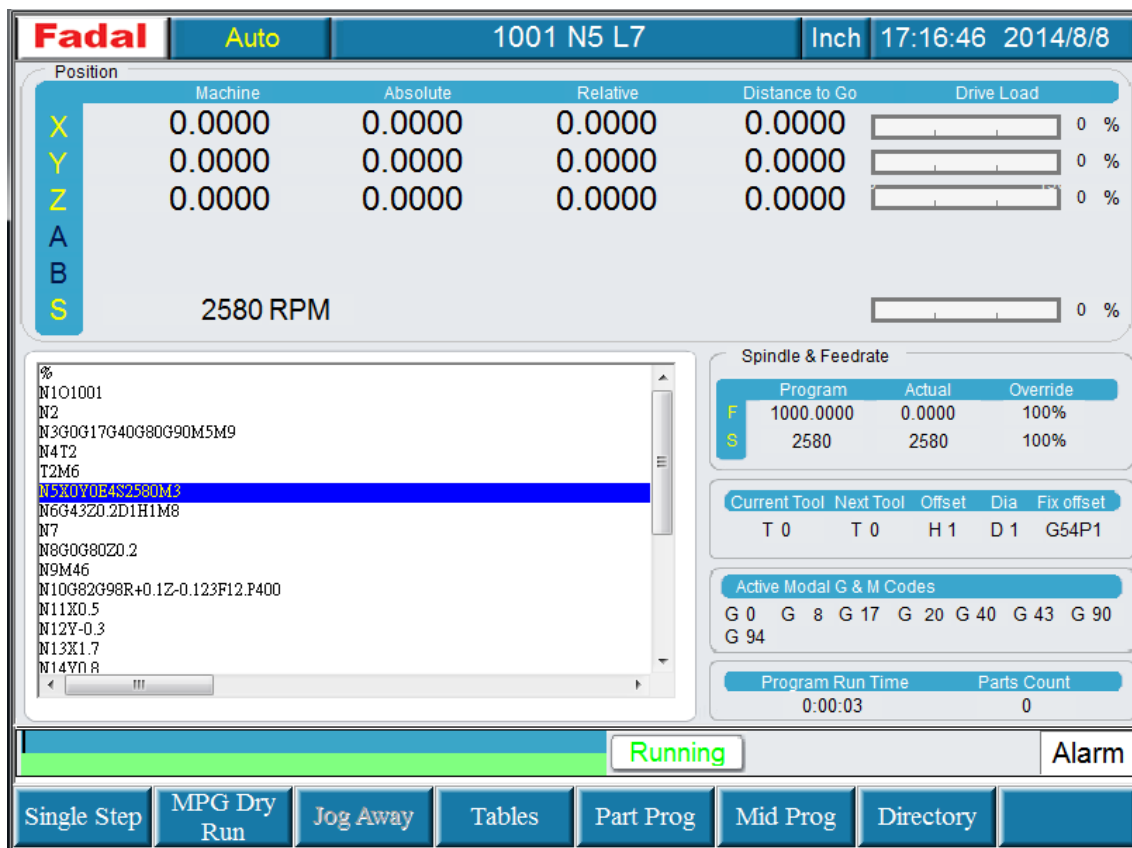 Fadal Auto 1001 N5 L7 Inch 17:16:46 2014/8/8
Position
Machine Absolute Relative Distance to Go Drive Load
X 0.0000 0.0000 0.0000 0.0000 0 %
Y 0.0000 0.0000 0.0000 0.0000 0 %
Z 0.0000 0.0000 0.0000 0.0000 0 %
A
B
S 2580 RPM 0 %
%
N1O1001
N2
N3G0G17G40G80G90M5M9
N4T2
T2M6
N5X0Y0E4S2580M3
N6G43Z0.2D1H1M8
N7
N8G0G80Z0.2
N9M46
N10G82G98R+0.1Z-0.123F12.P400
N11X0.5
N12Y-0.3
N13X1.7
N14Y0.8
Spindle & Feedrate
Program Actual Override
F 1000.0000 0.0000 100%
S 2580 2580 100%
Current Tool Next Tool Offset Dia Fix offset
T 0 T 0 H 1 D 1 G54P1
Active Modal G & M Codes
G 0 G 8 G 17 G 20 G 40 G 43 G 90
G 94
Program Run Time Parts Count
0:00:03 0
Running Alarm
Single Step MPG Dry Run Jog Away Tables Part Prog Mid Prog Directory